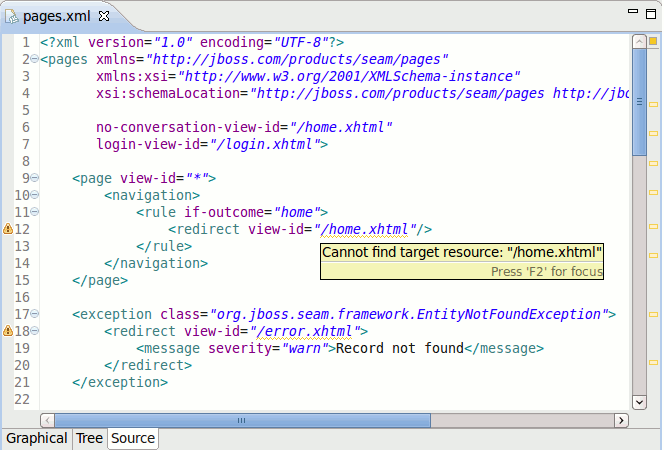 pages.xml
1 <?xml version="1.0" encoding="UTF-8"?>
2 <pages xmlns="http://jboss.com/products/seam/pages"
3 xmlns:xsi="http://www.w3.org/2001/XMLSchema-instance"
4 xsi:schemaLocation="http://jboss.com/products/seam/pages http://jbo
5
6 no-conversation-view-id="/home.xhtml"
7 login-view-id="/login.xhtml">
8
9 <page view-id="*">
10 <navigation>
11 <rule if-outcome="home">
12 <redirect view-id="/home.xhtml"/>
13 </rule>
Cannot find target resource: "/home.xhtml"
14 </navigation>
Press 'F2' for focus
15 </page>
16
17 <exception class="org.jboss.seam.framework.EntityNotFoundException">
18 <redirect view-id="/error.xhtml">
19 <message severity="warn">Record not found</message>
20 </redirect>
21 </exception>
22
Graphical Tree Source